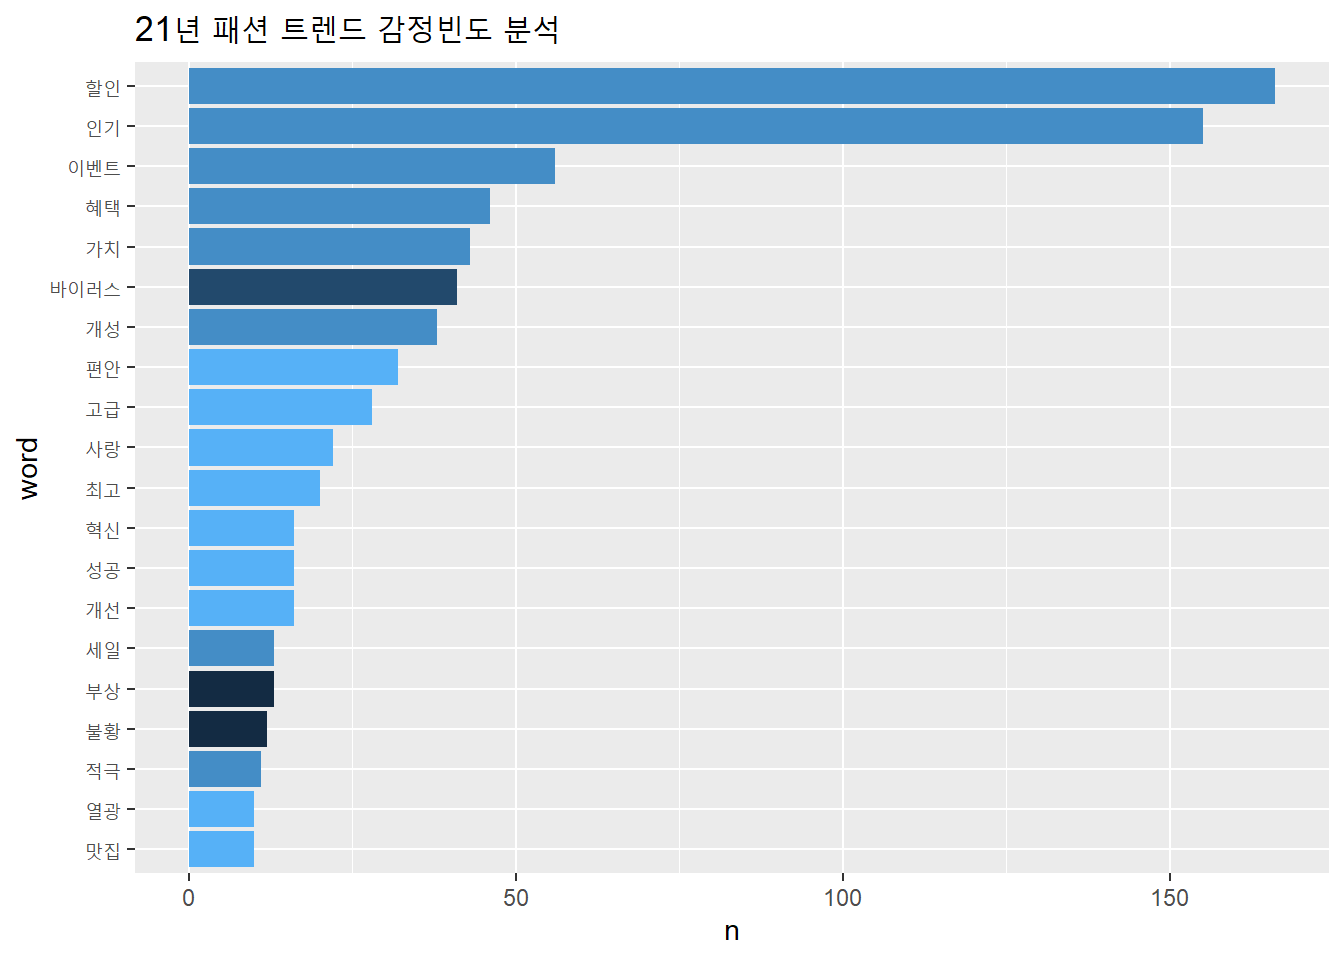 21년 패션 트렌드 감정빈도 분석
할인
인기
이벤트
혜택
가치
바이러스
개성
편안
고급
사랑
최고
혁신
성공
개선
세일
부상
불황
적극
열광
맛집
word
0 50 100 150
n